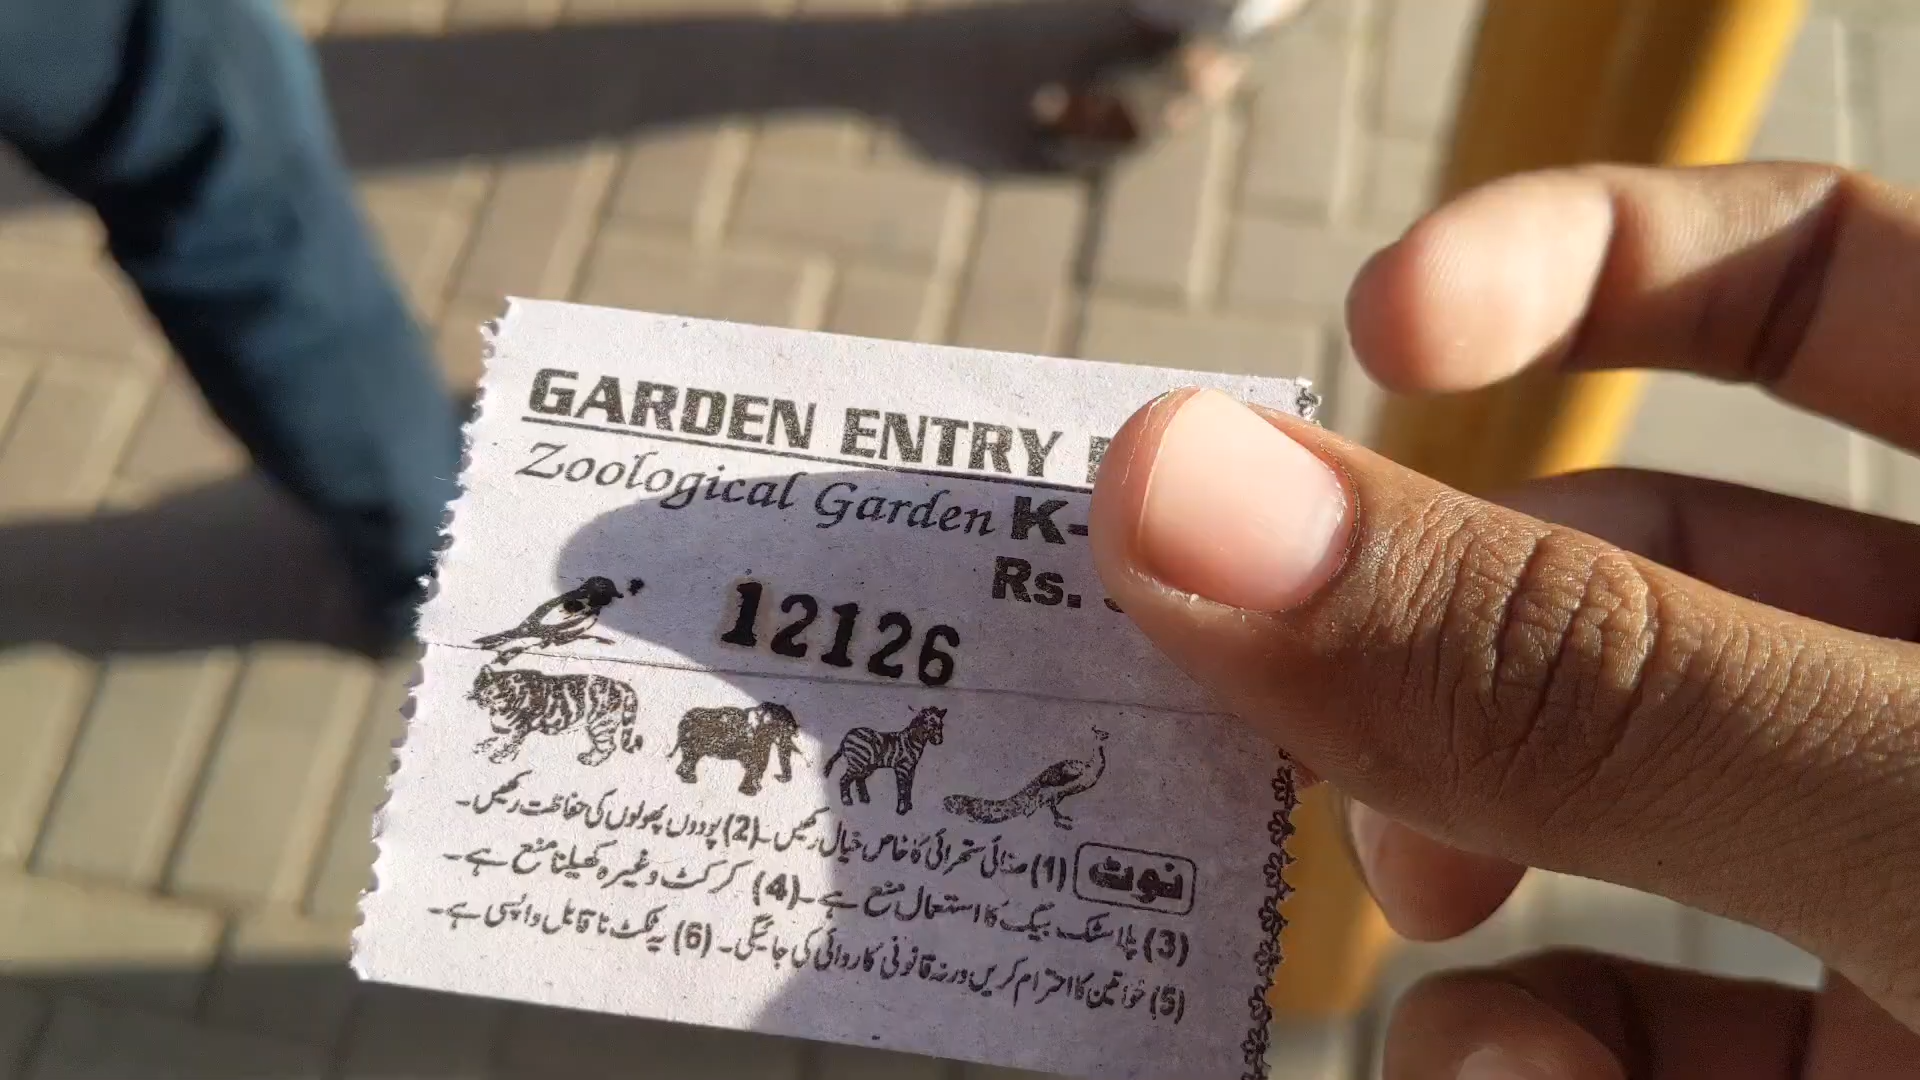 GARDEN ENTRY
Zoological Garden K-
Rs.
12126
نوٹ (1) صفائی ستھرائی کا خاص خیال رکھیں۔ (2) پودوں پھولوں کی حفاظت رکھیں۔
(3) پلاسٹک بیگ کا استعمال منع ہے۔ (4) کرکٹ وغیرہ کھیلنا منع ہے۔
(5) خواتین کا احترام کریں ورنہ قانونی کاروائی کی جائیگی۔ (6) یہ ٹکٹ نا قابل واپسی ہے۔